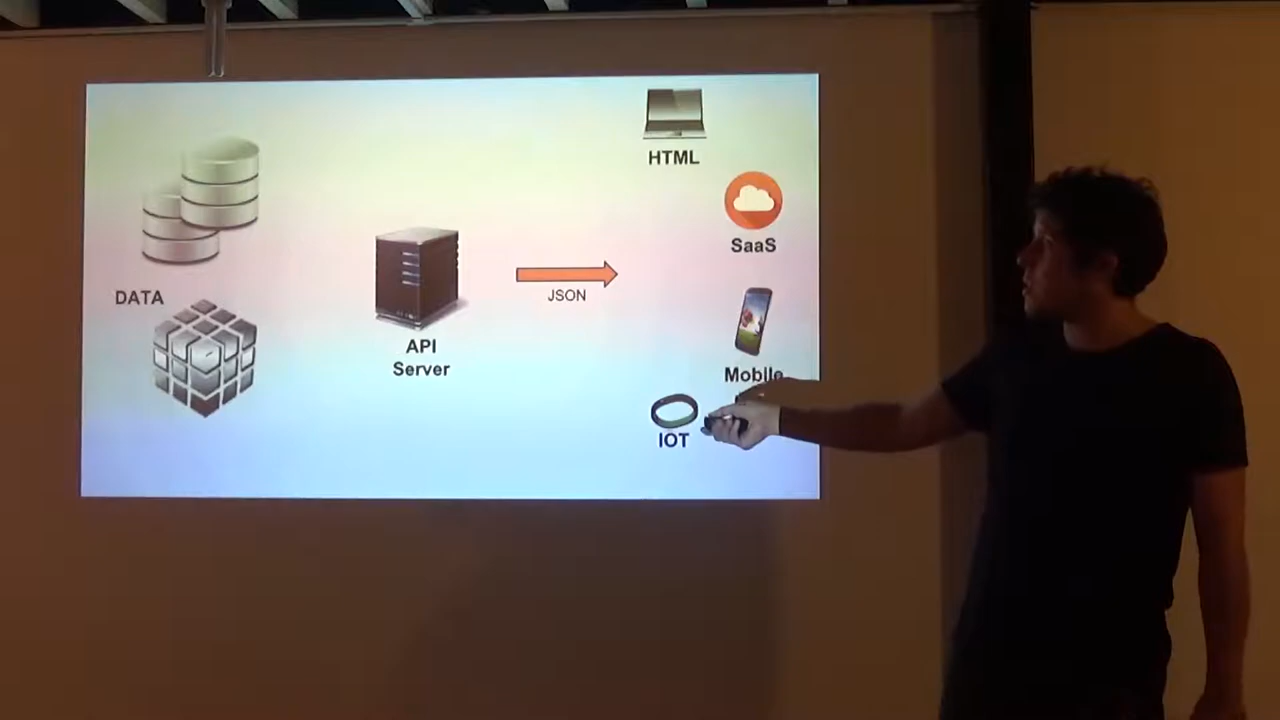 HTML
SaaS
DATA
JSON
API
Server
Mobile
IOT